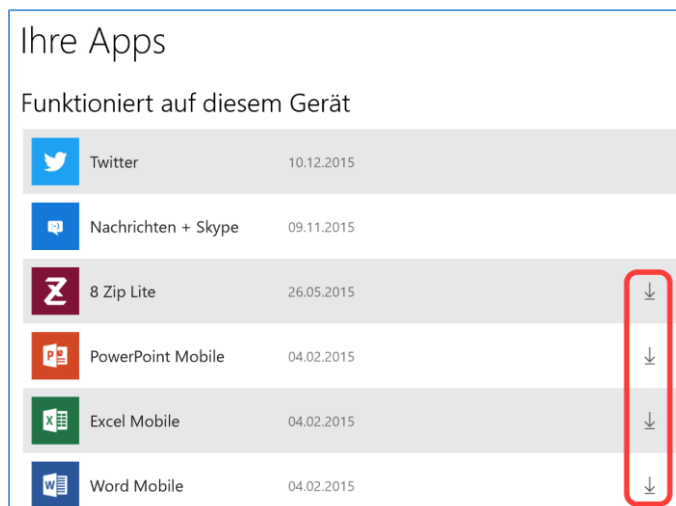 Ihre Apps
Funktioniert auf diesem Gerät
Twitter 10.12.2015
Nachrichten + Skype 09.11.2015
8 Zip Lite 26.05.2015
PowerPoint Mobile 04.02.2015
Excel Mobile 04.02.2015
Word Mobile 04.02.2015